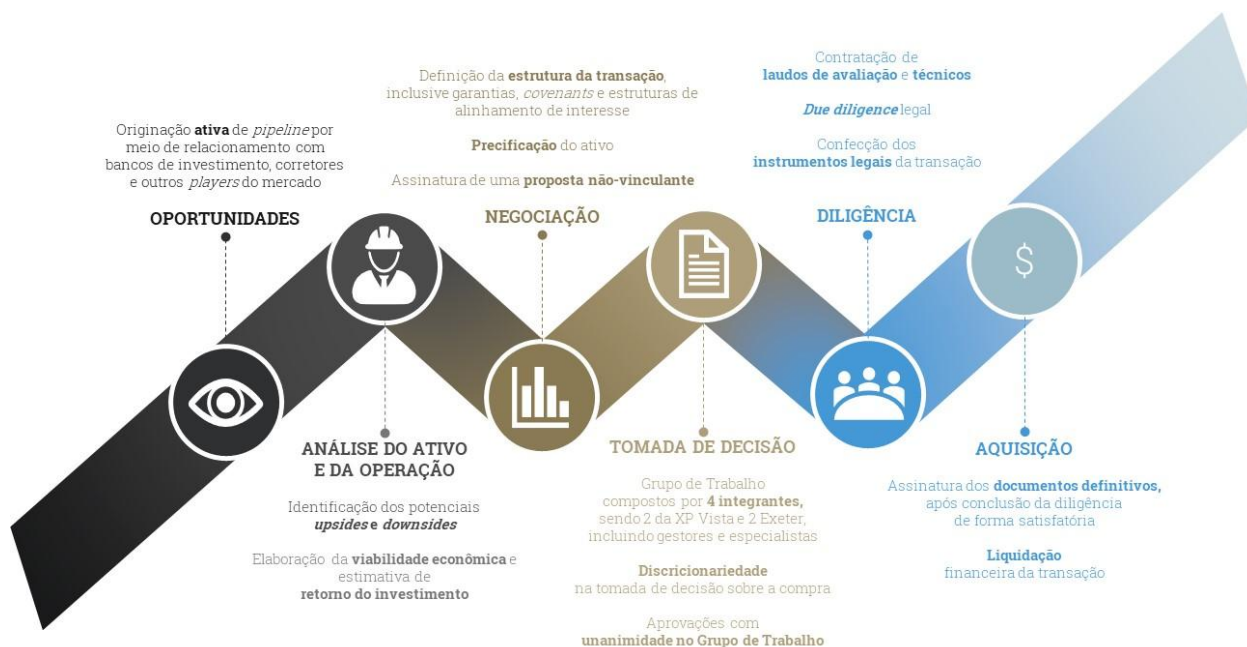 Originação ativa de pipeline por
meio de relacionamento com
bancos de investimento, corretores
e outros players do mercado
OPORTUNIDADES
ANÁLISE DO ATIVO
E DA OPERAÇÃO
Identificação dos potenciais
upsides e downsides
Elaboração da viabilidade econômica e
estimativa de
retorno do investimento
Definição da estrutura da transação,
inclusive garantias, covenants e estruturas de
alinhamento de interesse
Precificação do ativo
Assinatura de uma proposta não-vinculante
NEGOCIAÇÃO
TOMADA DE DECISÃO
Grupo de Trabalho
compostos por 4 integrantes,
sendo 2 da XP Vista e 2 Exeter,
incluindo gestores e especialistas
Discricionariedade
na tomada de decisão sobre a compra
Aprovações com
unanimidade no Grupo de Trabalho
Contratação de
laudos de avaliação e técnicos
Due diligence legal
Confecção dos
instrumentos legais da transação
DILIGÊNCIA
$
AQUISIÇÃO
Assinatura dos documentos definitivos,
após conclusão da diligência
de forma satisfatória
Liquidação
financeira da transação